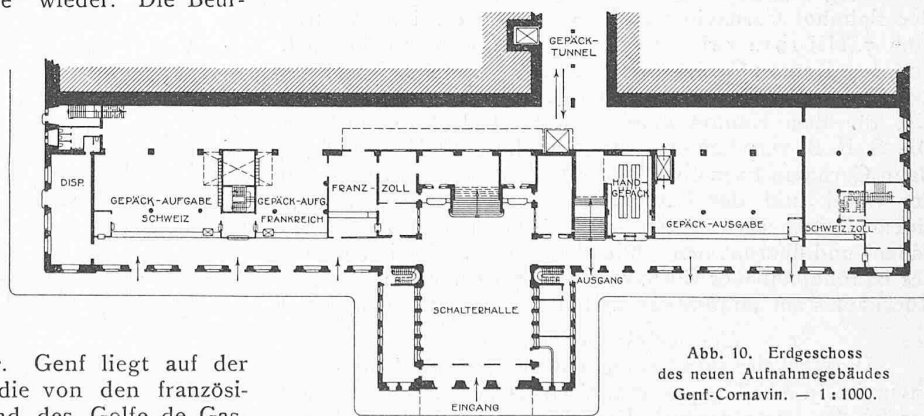 wieder. Die Beur-
GEPÄCK-
TUNNEL
DISP.
GEPÄCK-AUFGABE
SCHWEIZ
GEPÄCK-AUFG.
FRANKREICH
FRANZ-ZOLL
HAND-
GEPÄCK
GEPÄCK-AUSGABE
SCHWEIZ.ZOLL
AUSGANG
SCHALTERHALLE
EINGANG
Genf liegt auf der
die von den französi-
des Golfe de Gas-
Abb. 10. Erdgeschoss
des neuen Aufnahmegebäudes
Genf-Cornavin. — 1 : 1000.